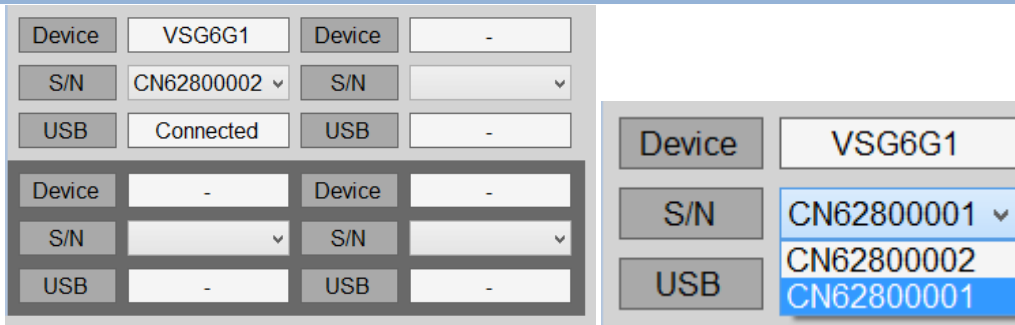 Device VSG6G1 Device -
S/N CN62800002 S/N
USB Connected USB -
Device - Device -
S/N S/N
USB - USB -
Device VSG6G1
S/N CN62800001
CN62800002
USB CN62800001